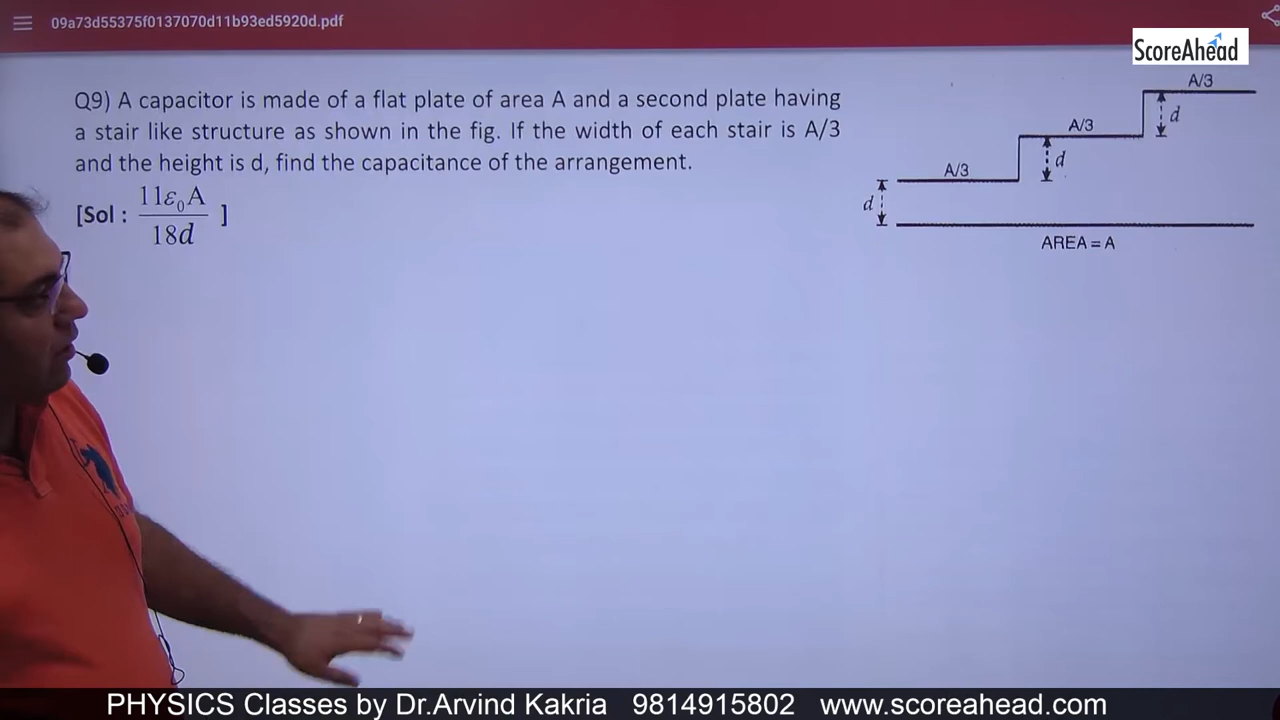 09a73d55375f0137070d11b93ed5920d.pdf
ScoreAhead
Q9) A capacitor is made of a flat plate of area A and a second plate having
a stair like structure as shown in the fig. If the width of each stair is A/3
and the height is d, find the capacitance of the arrangement.
[Sol : 11ε₀A / 18d ]
A/3
d
A/3
d
A/3
d
AREA = A
PHYSICS Classes by Dr.Arvind Kakria 9814915802 www.scoreahead.com